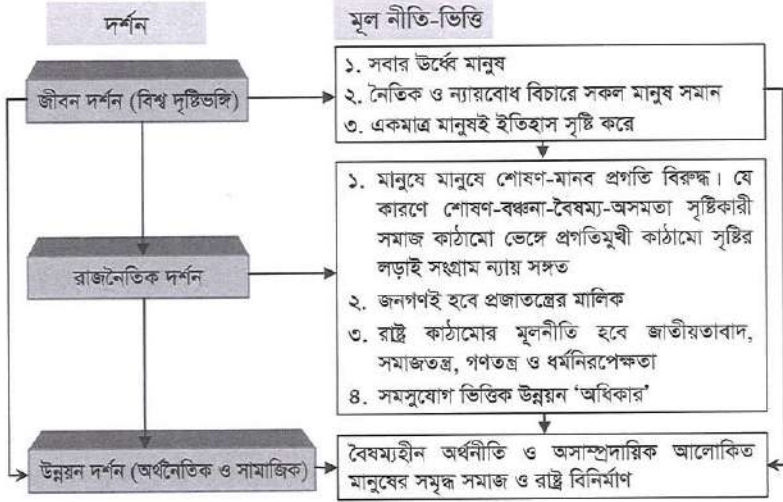 দর্শন
মূল নীতি-ভিত্তি
জীবন দর্শন (বিশ্ব দৃষ্টিভঙ্গি)
১. সবার ঊর্ধ্বে মানুষ
২. নৈতিক ও ন্যায়বোধ বিচারে সকল মানুষ সমান
৩. একমাত্র মানুষই ইতিহাস সৃষ্টি করে
রাজনৈতিক দর্শন
১. মানুষে মানুষে শোষণ-মানব প্রগতি বিরুদ্ধ। যে
কারণে শোষণ-বঞ্চনা-বৈষম্য-অসমতা সৃষ্টিকারী
সমাজ কাঠামো ভেঙ্গে প্রগতিমুখী কাঠামো সৃষ্টির
লড়াই সংগ্রাম ন্যায় সঙ্গত
২. জনগণই হবে প্রজাতন্ত্রের মালিক
৩. রাষ্ট্র কাঠামোর মূলনীতি হবে জাতীয়তাবাদ,
সমাজতন্ত্র, গণতন্ত্র ও ধর্মনিরপেক্ষতা
৪. সমসুযোগ ভিত্তিক উন্নয়ন ‘অধিকার’
উন্নয়ন দর্শন (অর্থনৈতিক ও সামাজিক)
বৈষম্যহীন অর্থনীতি ও অসাম্প্রদায়িক আলোকিত
মানুষের সমৃদ্ধ সমাজ ও রাষ্ট্র বিনির্মাণ